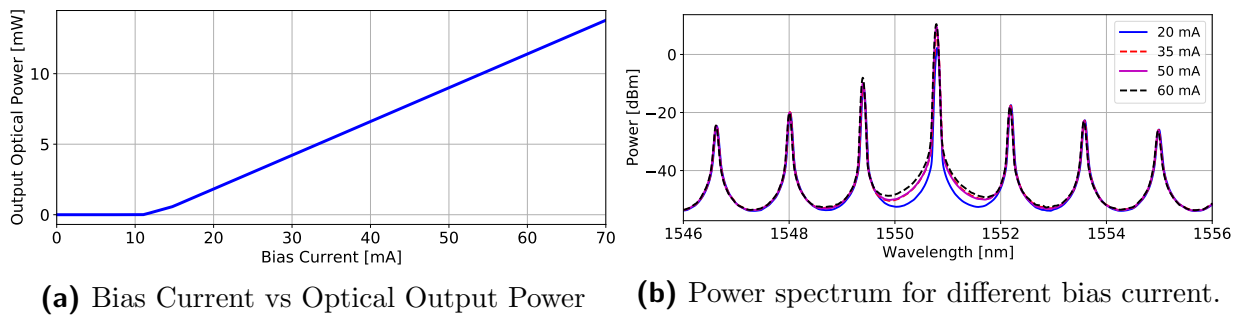 Output Optical Power [mW]
10
5
0
0 10 20 30 40 50 60 70
Bias Current [mA]
(a) Bias Current vs Optical Output Power
Power [dBm]
0
−20
−40
20 mA
35 mA
50 mA
60 mA
1546 1548 1550 1552 1554 1556
Wavelength [nm]
(b) Power spectrum for different bias current.